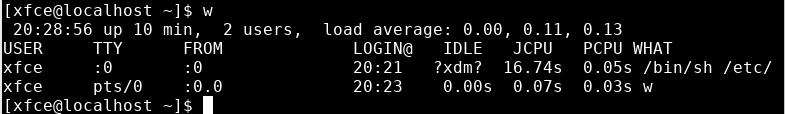 [xfce@localhost ~]$ w
 20:28:56 up 10 min,  2 users,  load average: 0.00, 0.11, 0.13
USER     TTY      FROM             LOGIN@   IDLE   JCPU   PCPU WHAT
xfce     :0       :0               20:21   ?xdm?  16.74s  0.05s /bin/sh /etc/
xfce     pts/0    :0.0             20:23    0.00s  0.07s  0.03s w
[xfce@localhost ~]$